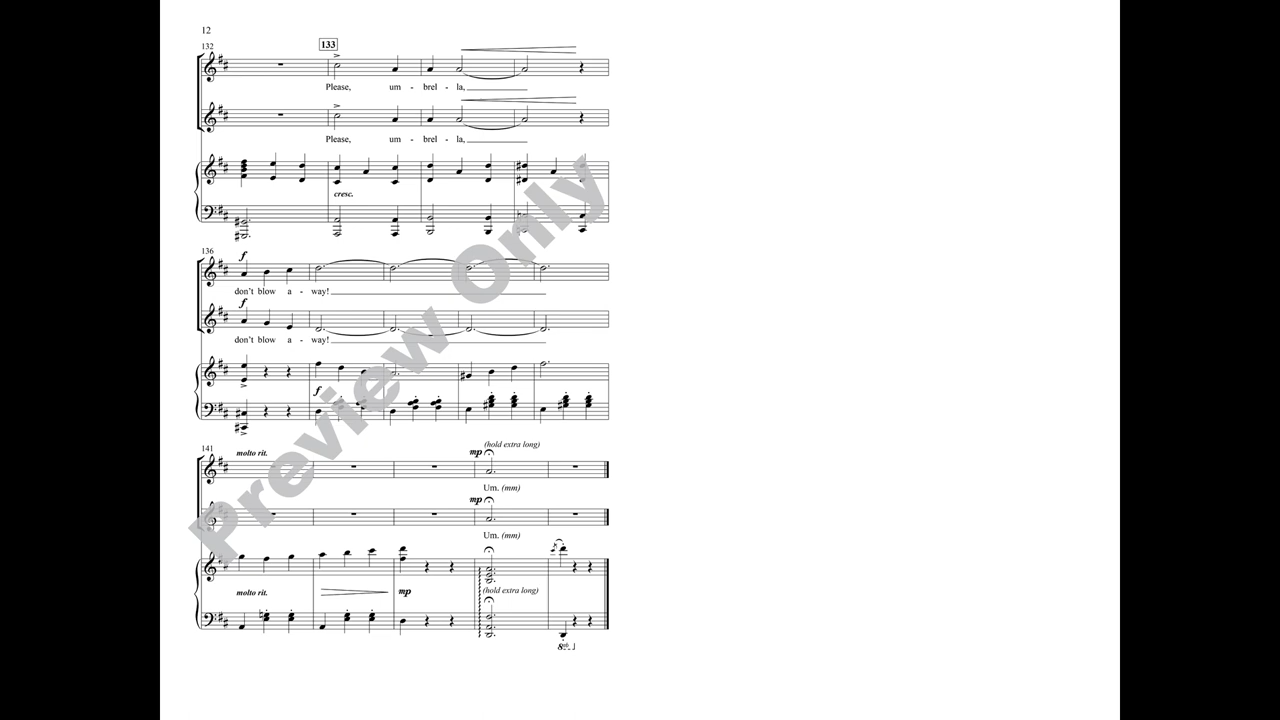 12
132
133
Please, um - brel - la,
Please, um - brel - la,
cresc.
136
f
don't blow a - way!
f
don't blow a - way!
f
141
molto rit.
(hold extra long)
mp
Um. (mm)
mp
Um. (mm)
molto rit.
mp
(hold extra long)
8vb
Preview Only